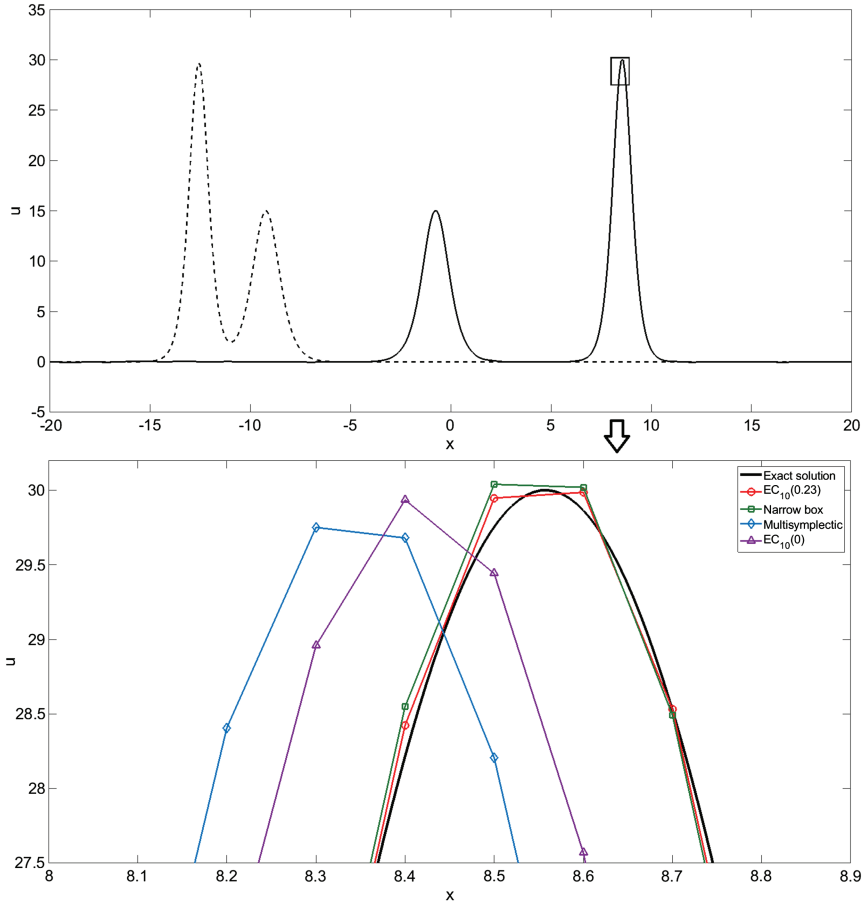 35
30
25
20
15
10
5
0
-5
u
-20 -15 -10 -5 0 5 10 15 20
x
30
29.5
29
28.5
28
27.5
u
Exact solution
EC10(0.23)
Narrow box
Multisymplectic
EC10(0)
8 8.1 8.2 8.3 8.4 8.5 8.6 8.7 8.8 8.9
x